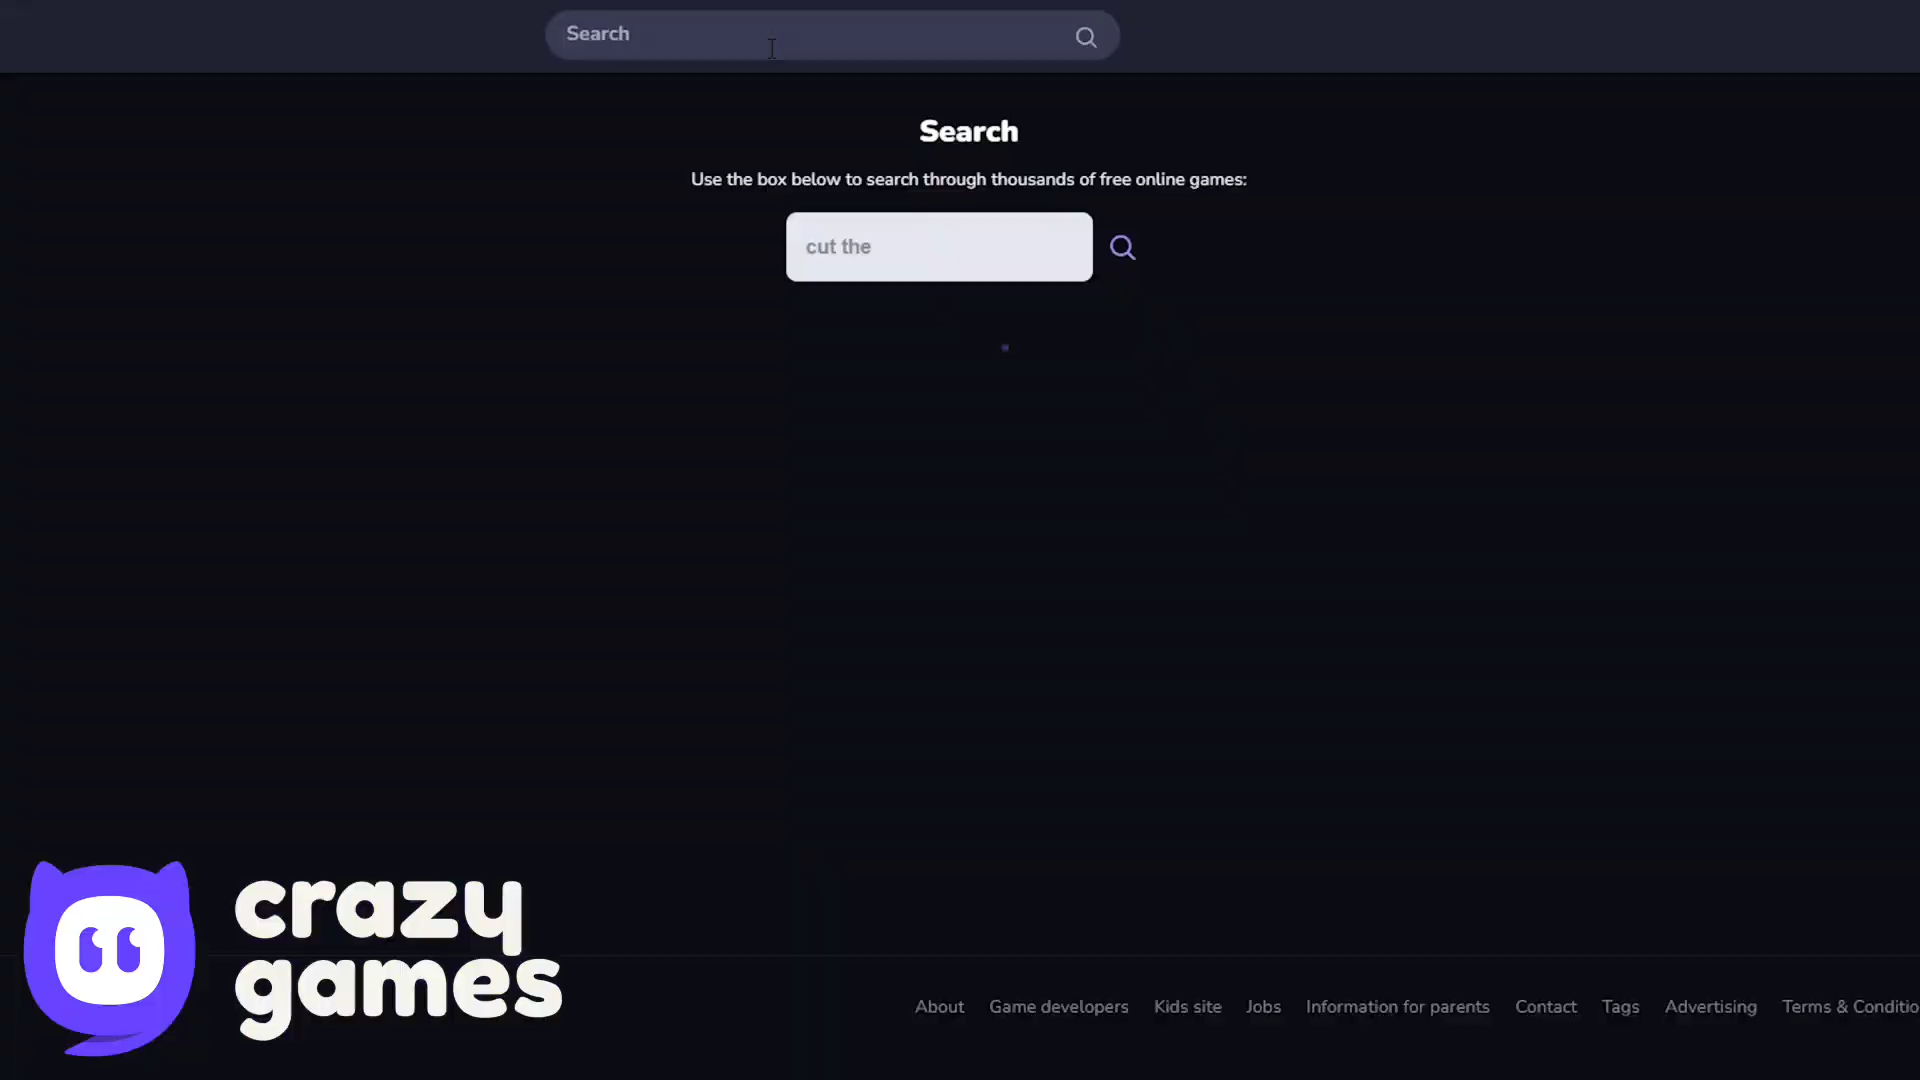 Search
Search
Use the box below to search through thousands of free online games:
cut the
crazy
games
About Game developers Kids site Jobs Information for parents Contact Tags Advertising Terms & Conditio